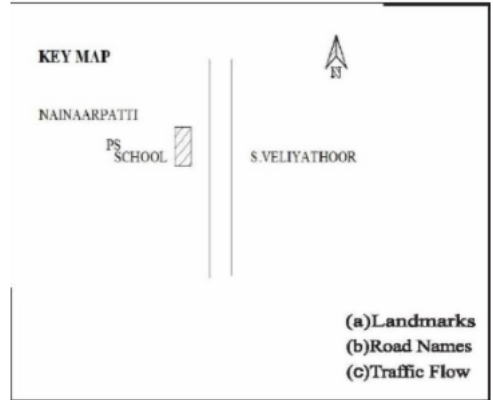 KEY MAP
N
NAINAARPATTI
PS
SCHOOL
S.VELIYATHOOR
(a)Landmarks
(b)Road Names
(c)Traffic Flow